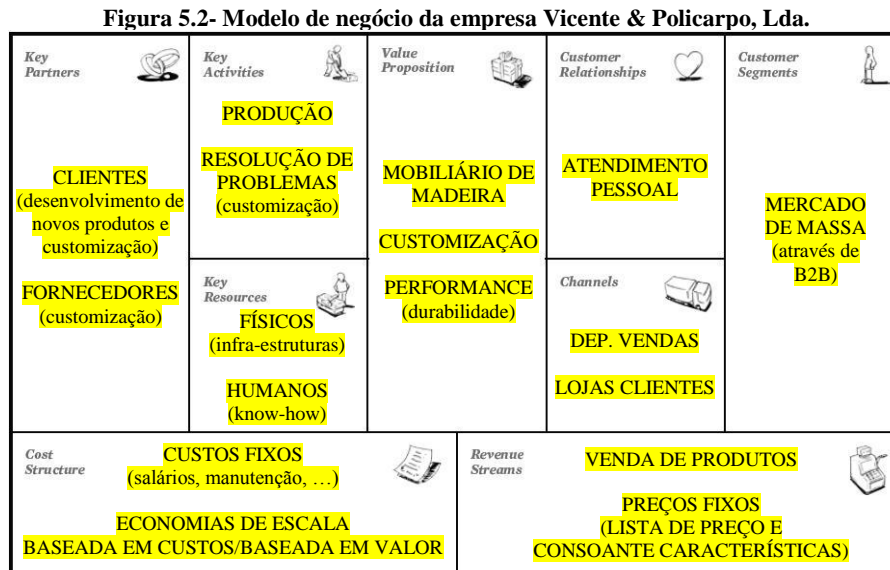 Figura 5.2- Modelo de negócio da empresa Vicente & Policarpo, Lda.
Key
Partners
CLIENTES
(desenvolvimento de
novos produtos e
customização)
FORNECEDORES
(customização)
Key
Activities
PRODUÇÃO
RESOLUÇÃO DE
PROBLEMAS
(customização)
Key
Resources
FÍSICOS
(infra-estruturas)
HUMANOS
(know-how)
Value
Proposition
MOBILIÁRIO DE
MADEIRA
CUSTOMIZAÇÃO
PERFORMANCE
(durabilidade)
Customer
Relationships
ATENDIMENTO
PESSOAL
Channels
DEP. VENDAS
LOJAS CLIENTES
Customer
Segments
MERCADO
DE MASSA
(através de
B2B)
Cost
Structure
CUSTOS FIXOS
(salários, manutenção, …)
ECONOMIAS DE ESCALA
BASEADA EM CUSTOS/BASEADA EM VALOR
Revenue
Streams
VENDA DE PRODUTOS
PREÇOS FIXOS
(LISTA DE PREÇO E
CONSOANTE CARACTERÍSTICAS)